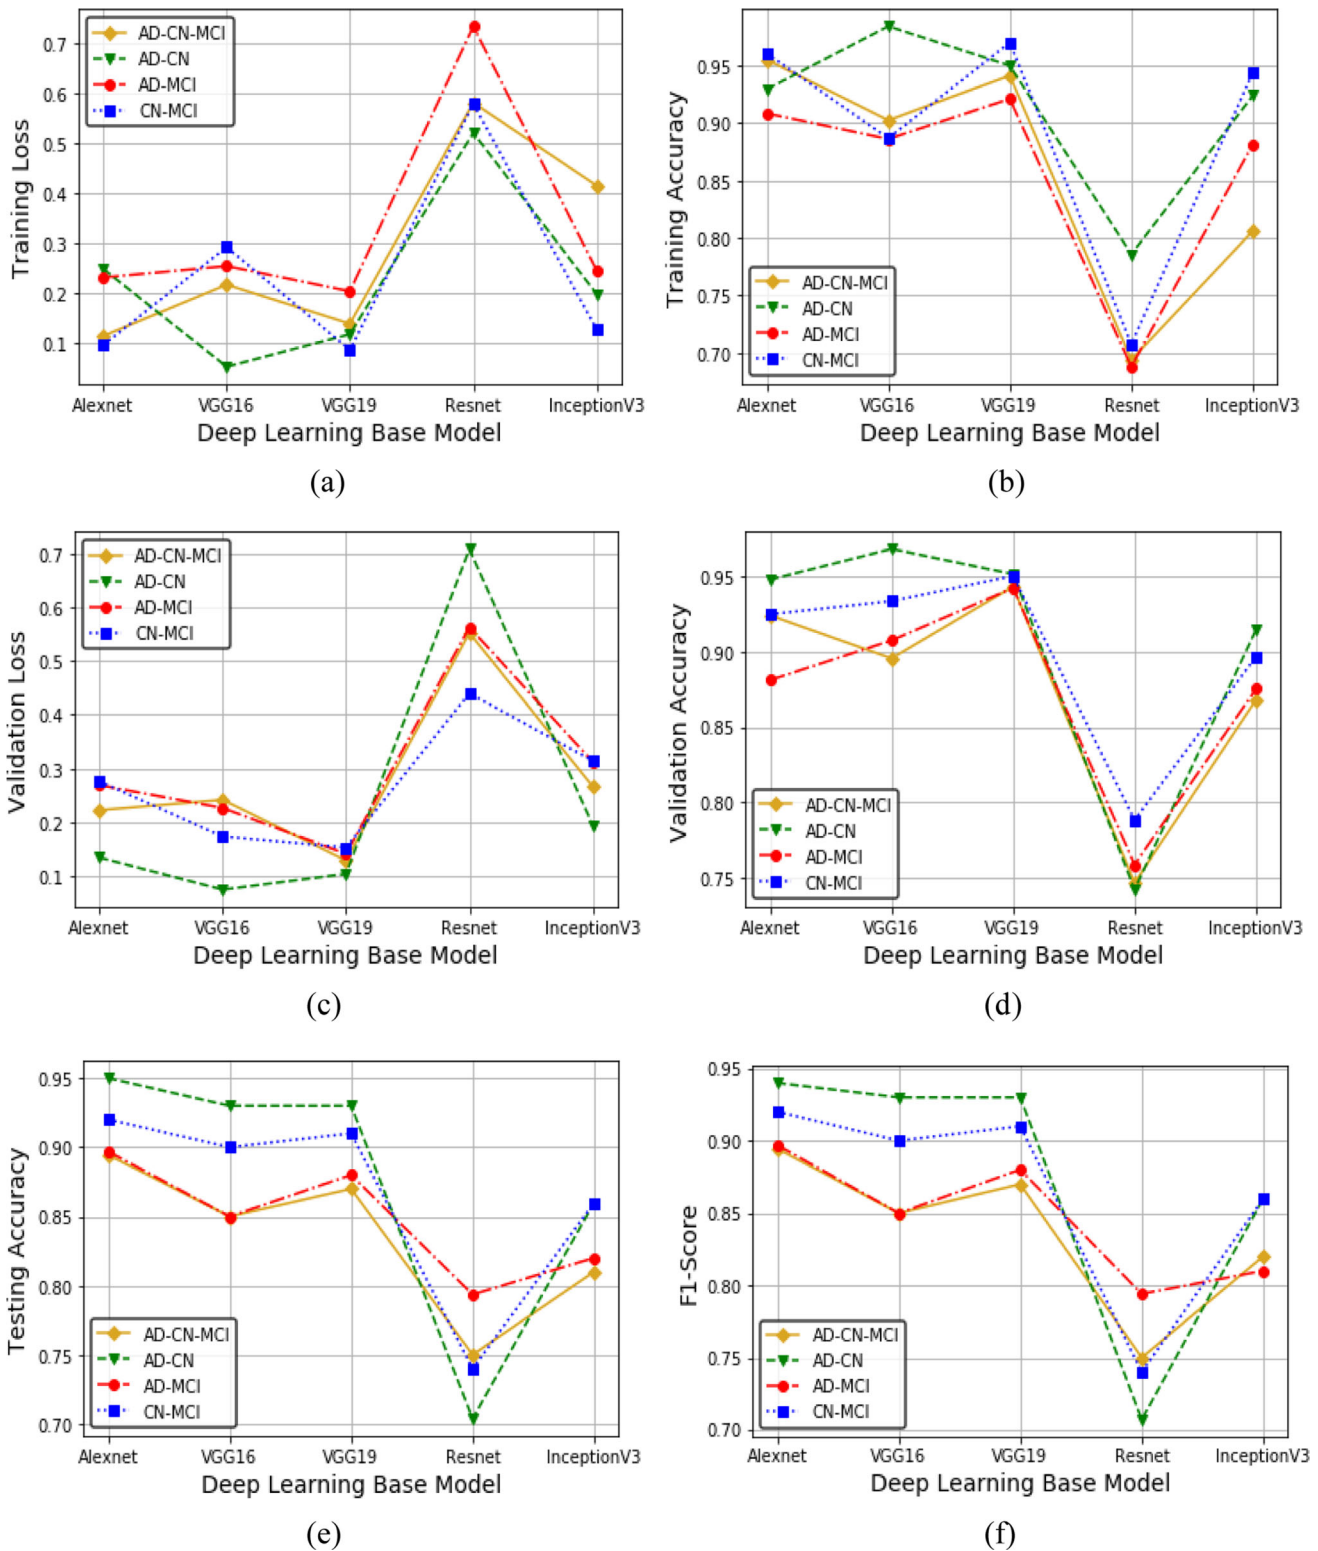 AD-CN-MCI
AD-CN
AD-MCI
CN-MCI
0.7
0.6
0.5
0.4
0.3
0.2
0.1
Training Loss
Alexnet VGG16 VGG19 Resnet InceptionV3
Deep Learning Base Model
(a)
0.95
0.90
0.85
0.80
0.75
0.70
Training Accuracy
AD-CN-MCI
AD-CN
AD-MCI
CN-MCI
Alexnet VGG16 VGG19 Resnet InceptionV3
Deep Learning Base Model
(b)
AD-CN-MCI
AD-CN
AD-MCI
CN-MCI
0.7
0.6
0.5
0.4
0.3
0.2
0.1
Validation Loss
Alexnet VGG16 VGG19 Resnet InceptionV3
Deep Learning Base Model
(c)
0.95
0.90
0.85
0.80
0.75
Validation Accuracy
AD-CN-MCI
AD-CN
AD-MCI
CN-MCI
Alexnet VGG16 VGG19 Resnet InceptionV3
Deep Learning Base Model
(d)
0.95
0.90
0.85
0.80
0.75
0.70
Testing Accuracy
AD-CN-MCI
AD-CN
AD-MCI
CN-MCI
Alexnet VGG16 VGG19 Resnet InceptionV3
Deep Learning Base Model
(e)
0.95
0.90
0.85
0.80
0.75
0.70
F1-Score
AD-CN-MCI
AD-CN
AD-MCI
CN-MCI
Alexnet VGG16 VGG19 Resnet InceptionV3
Deep Learning Base Model
(f)